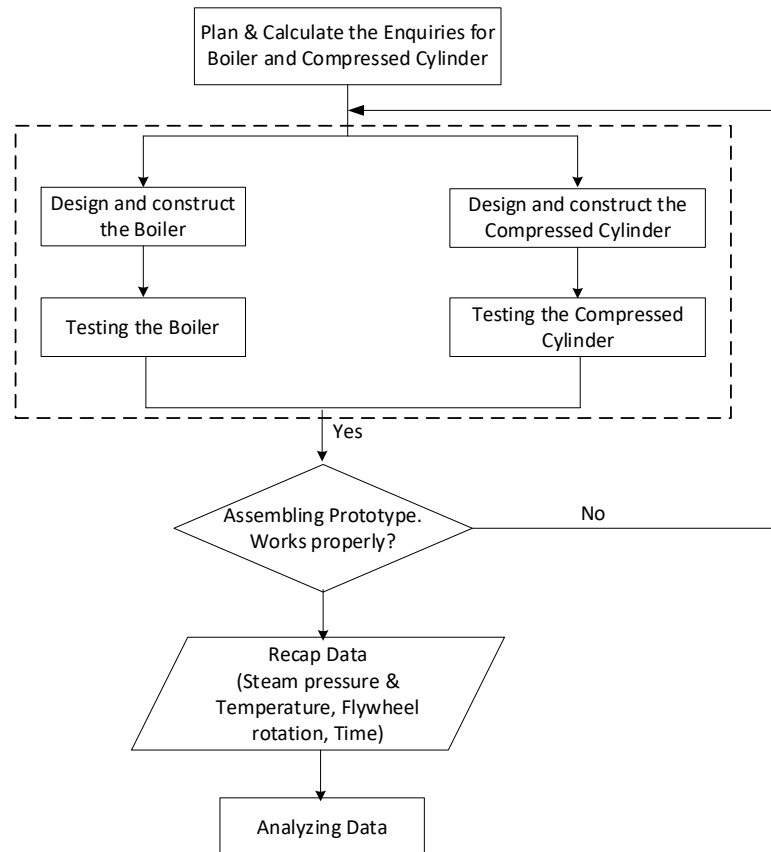 Plan & Calculate the Enquiries for
Boiler and Compressed Cylinder
Design and construct
the Boiler
Design and construct the
Compressed Cylinder
Testing the Boiler
Testing the Compressed
Cylinder
Yes
Assembling Prototype.
Works properly?
No
Recap Data
(Steam pressure &
Temperature, Flywheel
rotation, Time)
Analyzing Data